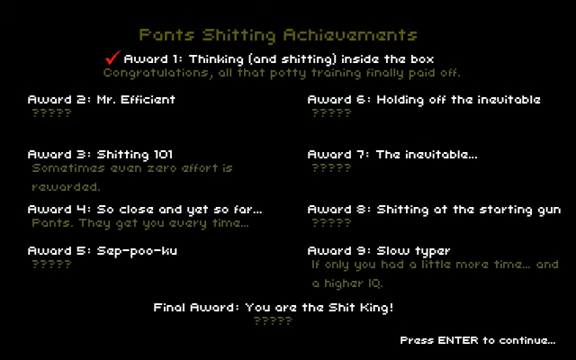 Pants Shitting Achievements
Award 1: Thinking (and shitting) inside the box
Congratulations, all that potty training finally paid off.
Award 2: Mr. Efficient
?????
Award 3: Shitting 101
Sometimes even zero effort is
rewarded.
Award 4: So close and yet so far...
Pants. They get you every time...
Award 5: Sep-poo-ku
?????
Award 6: Holding off the inevitable
?????
Award 7: The inevitable...
?????
Award 8: Shitting at the starting gun
?????
Award 9: Slow typer
If only you had a little more time... and
a higher IQ.
Final Award: You are the Shit King!
?????
Press ENTER to continue...